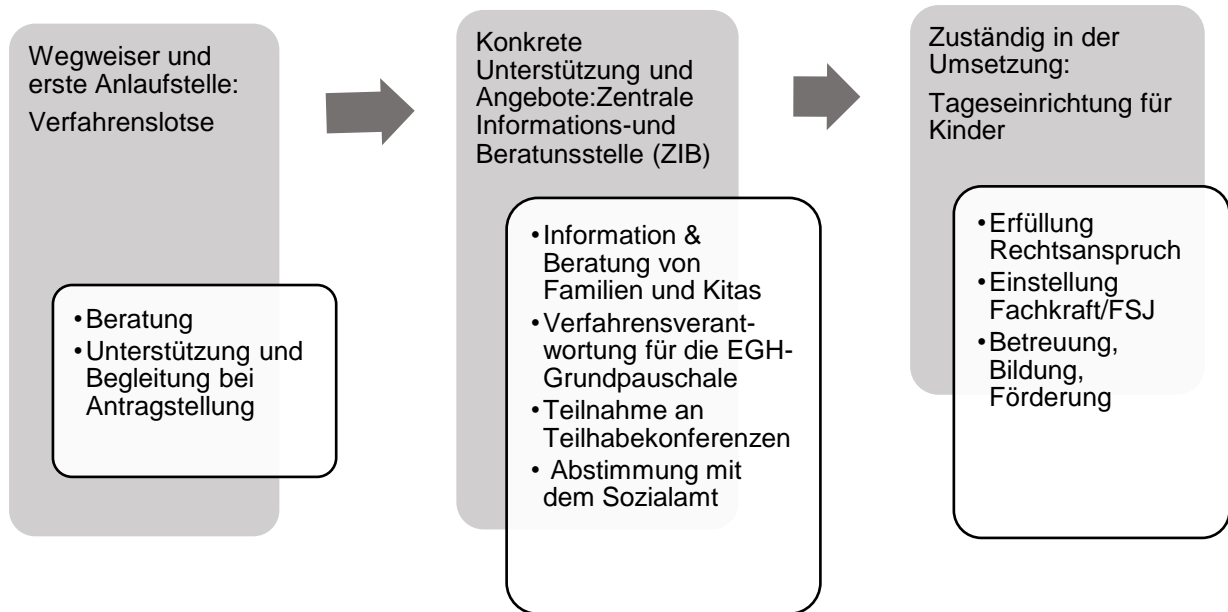 Wegweiser und
erste Anlaufstelle:
Verfahrenslotse
•Beratung
•Unterstützung und
Begleitung bei
Antragstellung
Konkrete
Unterstützung und
Angebote:Zentrale
Informations-und
Beratunsstelle (ZIB)
•Information &
Beratung von
Familien und Kitas
•Verfahrensverant-
wortung für die EGH-
Grundpauschale
•Teilnahme an
Teilhabekonferenzen
• Abstimmung mit
dem Sozialamt
Zuständig in der
Umsetzung:
Tageseinrichtung für
Kinder
•Erfüllung
Rechtsanspruch
•Einstellung
Fachkraft/FSJ
•Betreuung,
Bildung,
Förderung